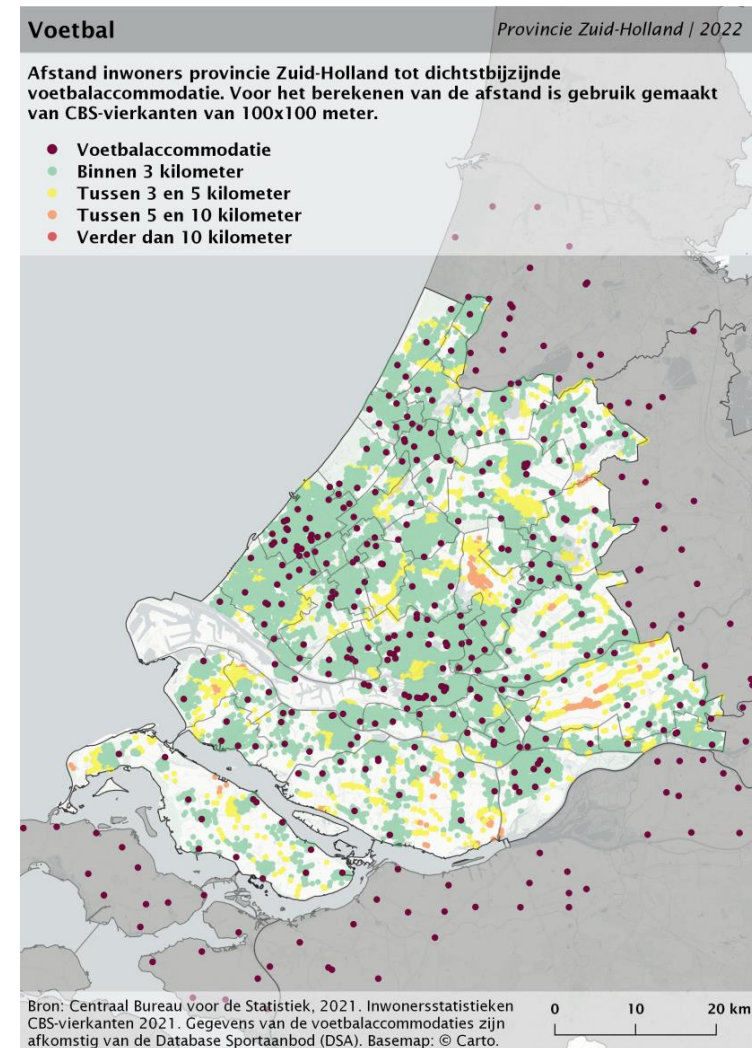 Voetbal
Provincie Zuid-Holland | 2022
Afstand inwoners provincie Zuid-Holland tot dichtstbijzijnde
voetbalaccommodatie. Voor het berekenen van de afstand is gebruik gemaakt
van CBS-vierkanten van 100x100 meter.
Voetbalaccommodatie
Binnen 3 kilometer
Tussen 3 en 5 kilometer
Tussen 5 en 10 kilometer
Verder dan 10 kilometer
Bron: Centraal Bureau voor de Statistiek, 2021. Inwonersstatistieken
CBS-vierkanten 2021. Gegevens van de voetbalaccommodaties zijn
afkomstig van de Database Sportaanbod (DSA). Basemap: © Carto.
0 10 20 km